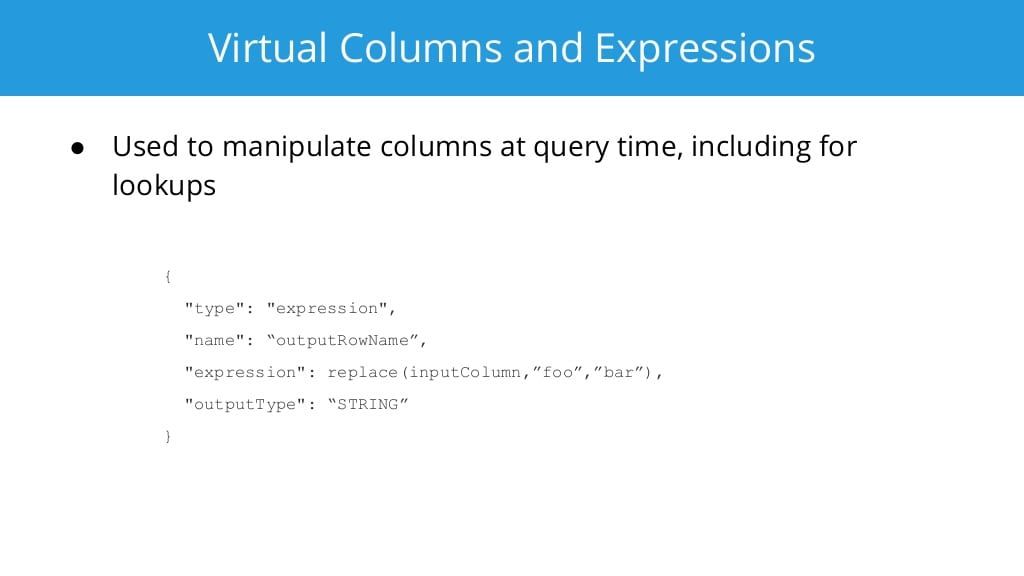 Virtual Columns and Expressions
● Used to manipulate columns at query time, including for
lookups
{
"type": "expression",
"name": “outputRowName”,
"expression": replace(inputColumn,”foo”,”bar”),
"outputType": “STRING”
}